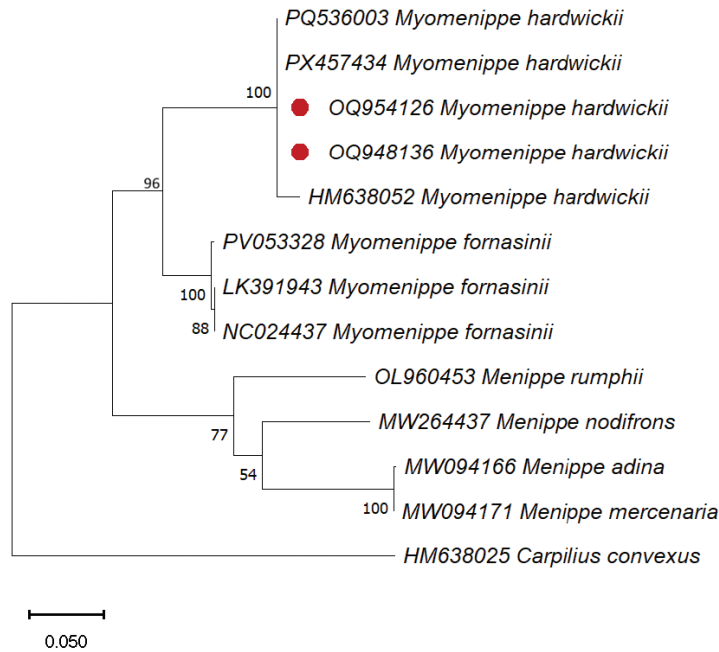 PQ536003 Myomenippe hardwickii
PX457434 Myomenippe hardwickii
100
OQ954126 Myomenippe hardwickii
OQ948136 Myomenippe hardwickii
96
HM638052 Myomenippe hardwickii
PV053328 Myomenippe fornasinii
100
LK391943 Myomenippe fornasinii
88
NC024437 Myomenippe fornasinii
OL960453 Menippe rumphii
77
MW264437 Menippe nodifrons
54
MW094166 Menippe adina
100
MW094171 Menippe mercenaria
HM638025 Carpilius convexus
0.050